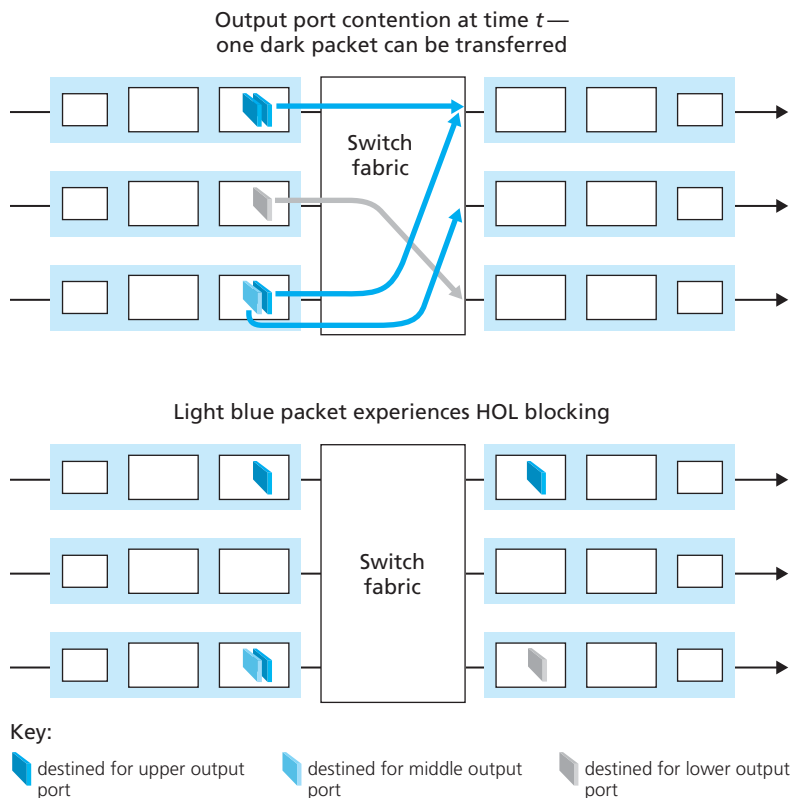 Output port contention at time t—
one dark packet can be transferred
Switch
fabric
Light blue packet experiences HOL blocking
Switch
fabric
Key:
destined for upper output
port
destined for middle output
port
destined for lower output
port